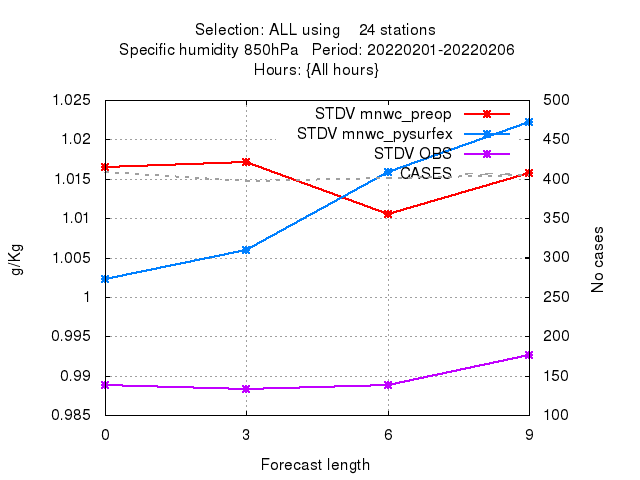 Selection: ALL using    24 stations
Specific humidity 850hPa   Period: 20220201-20220206
Hours: {All hours}
1.025
1.02
1.015
1.01
1.005
1
0.995
0.99
0.985
g/Kg
STDV mnwc_preop
STDV mnwc_pysurfex
STDV OBS
CASES
500
450
400
350
300
250
200
150
100
No cases
0 3 6 9
Forecast length